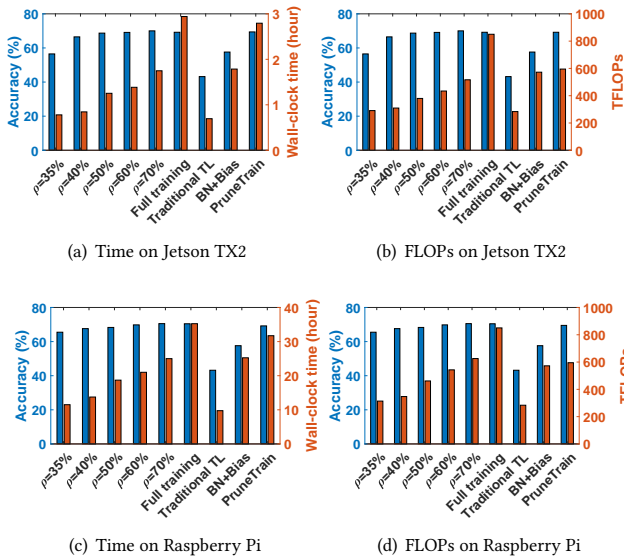 80
60
40
20
0
Accuracy (%)
3
2
1
0
Wall-clock time (hour)
ρ=35%
ρ=40%
ρ=50%
ρ=60%
ρ=70%
Full training
Traditional TL
BN+Bias
PruneTrain
(a) Time on Jetson TX2
80
60
40
20
0
Accuracy (%)
1000
800
600
400
200
0
TFLOPs
ρ=35%
ρ=40%
ρ=50%
ρ=60%
ρ=70%
Full training
Traditional TL
BN+Bias
PruneTrain
(b) FLOPs on Jetson TX2
80
60
40
20
0
Accuracy (%)
40
30
20
10
0
Wall-clock time (hour)
ρ=35%
ρ=40%
ρ=50%
ρ=60%
ρ=70%
Full training
Traditional TL
BN+Bias
PruneTrain
(c) Time on Raspberry Pi
80
60
40
20
0
Accuracy (%)
1000
800
600
400
200
0
TFLOPs
ρ=35%
ρ=40%
ρ=50%
ρ=60%
ρ=70%
Full training
Traditional TL
BN+Bias
PruneTrain
(d) FLOPs on Raspberry Pi